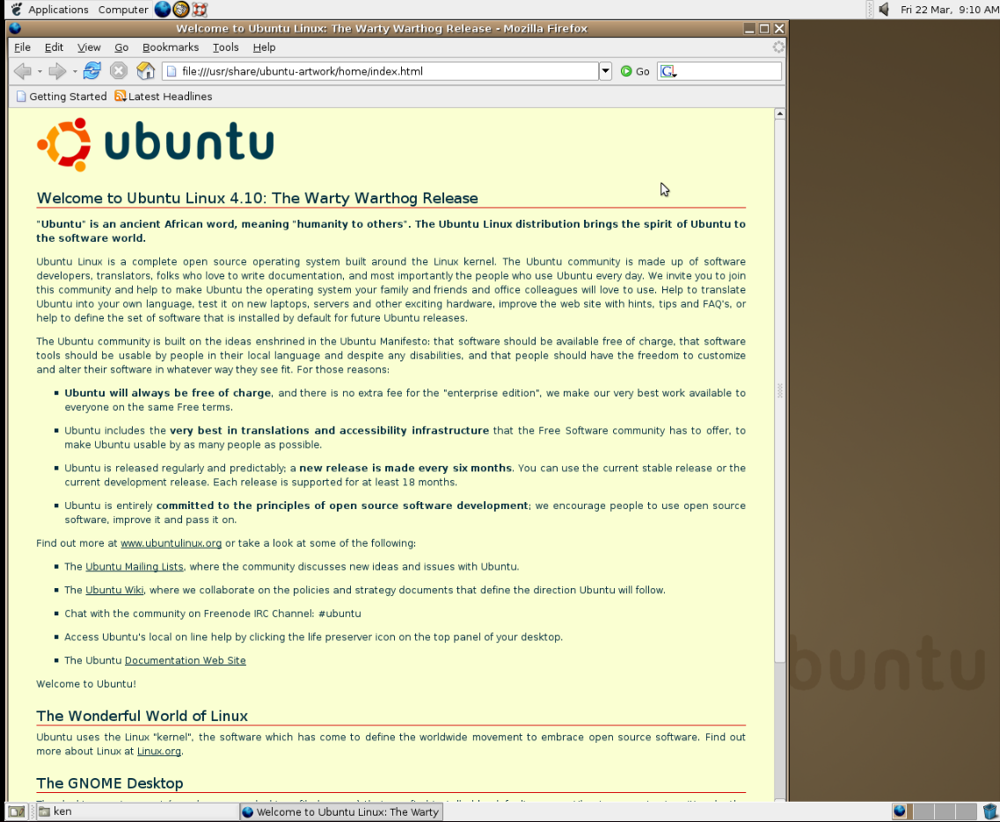 Applications Computer
Fri 22 Mar, 9:10 AM
Welcome to Ubuntu Linux: The Warty Warthog Release - Mozilla Firefox
File Edit View Go Bookmarks Tools Help
file:///usr/share/ubuntu-artwork/home/index.html
Go
G
Getting Started Latest Headlines
ubuntu
Welcome to Ubuntu Linux 4.10: The Warty Warthog Release
"Ubuntu" is an ancient African word, meaning "humanity to others". The Ubuntu Linux distribution brings the spirit of Ubuntu to
the software world.
Ubuntu Linux is a complete open source operating system built around the Linux kernel. The Ubuntu community is made up of software
developers, translators, folks who love to write documentation, and most importantly the people who use Ubuntu every day. We invite you to join
this community and help to make Ubuntu the operating system your family and friends and office colleagues will love to use. Help to translate
Ubuntu into your own language, test it on new laptops, servers and other exciting hardware, improve the web site with hints, tips and FAQ's, or
help to define the set of software that is installed by default for future Ubuntu releases.
The Ubuntu community is built on the ideas enshrined in the Ubuntu Manifesto: that software should be available free of charge, that software
tools should be usable by people in their local language and despite any disabilities, and that people should have the freedom to customize
and alter their software in whatever way they see fit. For those reasons:
Ubuntu will always be free of charge, and there is no extra fee for the "enterprise edition", we make our very best work available to
everyone on the same Free terms.
Ubuntu includes the very best in translations and accessibility infrastructure that the Free Software community has to offer, to
make Ubuntu usable by as many people as possible.
Ubuntu is released regularly and predictably; a new release is made every six months. You can use the current stable release or the
current development release. Each release is supported for at least 18 months.
Ubuntu is entirely committed to the principles of open source software development; we encourage people to use open source
software, improve it and pass it on.
Find out more at www.ubuntulinux.org or take a look at some of the following:
The Ubuntu Mailing Lists, where the community discusses new ideas and issues with Ubuntu.
The Ubuntu Wiki, where we collaborate on the policies and strategy documents that define the direction Ubuntu will follow.
Chat with the community on Freenode IRC Channel: #ubuntu
Access Ubuntu's local on line help by clicking the life preserver icon on the top panel of your desktop.
The Ubuntu Documentation Web Site
Welcome to Ubuntu!
The Wonderful World of Linux
Ubuntu uses the Linux "kernel", the software which has come to define the worldwide movement to embrace open source software. Find out
more about Linux at Linux.org.
The GNOME Desktop
buntu
ken
Welcome to Ubuntu Linux: The Warty